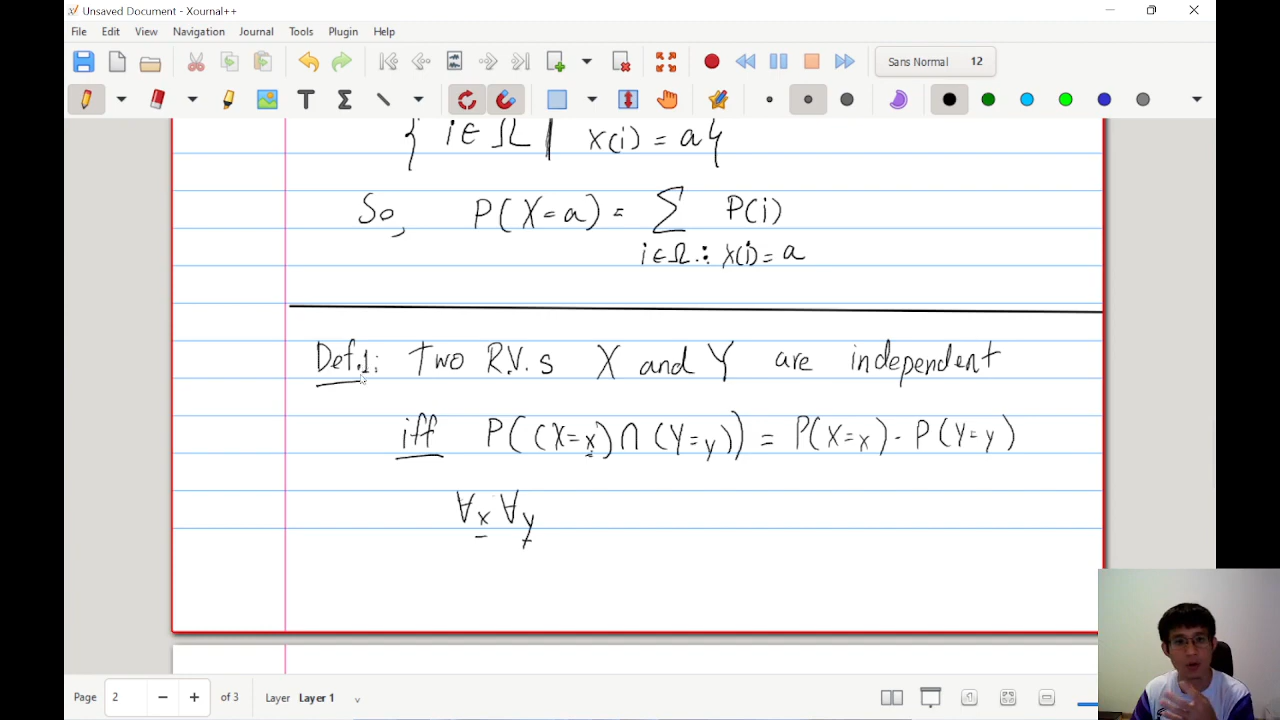 Unsaved Document - Xournal++
File Edit View Navigation Journal Tools Plugin Help
Sans Normal 12
{ i ∈ Ω | X(i) = a }
So, P(X=a) = ∑ P(i)
i∈Ω ∴ X(i) = a
Def.1: Two R.V.s X and Y are independent
iff P((X=x)∩(Y=y)) = P(X=x) · P(Y=y)
∀x ∀y
Page 2 of 3 Layer Layer 1